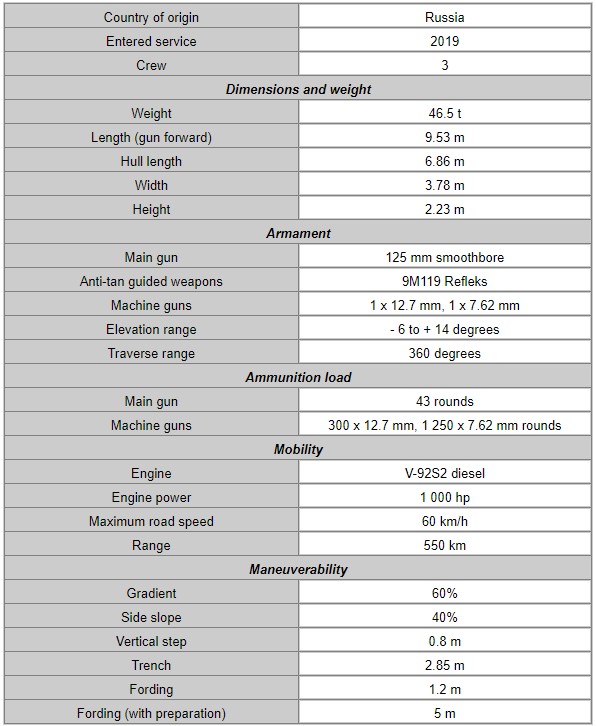 Country of origin Russia
Entered service 2019
Crew 3
Dimensions and weight
Weight 46.5 t
Length (gun forward) 9.53 m
Hull length 6.86 m
Width 3.78 m
Height 2.23 m
Armament
Main gun 125 mm smoothbore
Anti-tan guided weapons 9M119 Refleks
Machine guns 1 x 12.7 mm, 1 x 7.62 mm
Elevation range - 6 to + 14 degrees
Traverse range 360 degrees
Ammunition load
Main gun 43 rounds
Machine guns 300 x 12.7 mm, 1 250 x 7.62 mm rounds
Mobility
Engine V-92S2 diesel
Engine power 1 000 hp
Maximum road speed 60 km/h
Range 550 km
Maneuverability
Gradient 60%
Side slope 40%
Vertical step 0.8 m
Trench 2.85 m
Fording 1.2 m
Fording (with preparation) 5 m